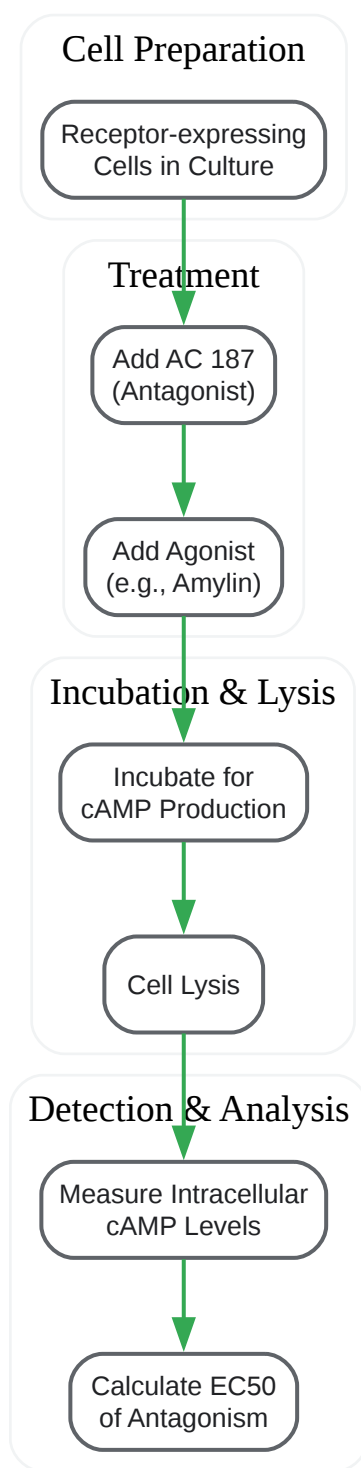 Cell Preparation
Receptor-expressing
Cells in Culture
Treatment
Add AC 187
(Antagonist)
Add Agonist
(e.g., Amylin)
Incubation & Lysis
Incubate for
cAMP Production
Cell Lysis
Detection & Analysis
Measure Intracellular
cAMP Levels
Calculate EC50
of Antagonism